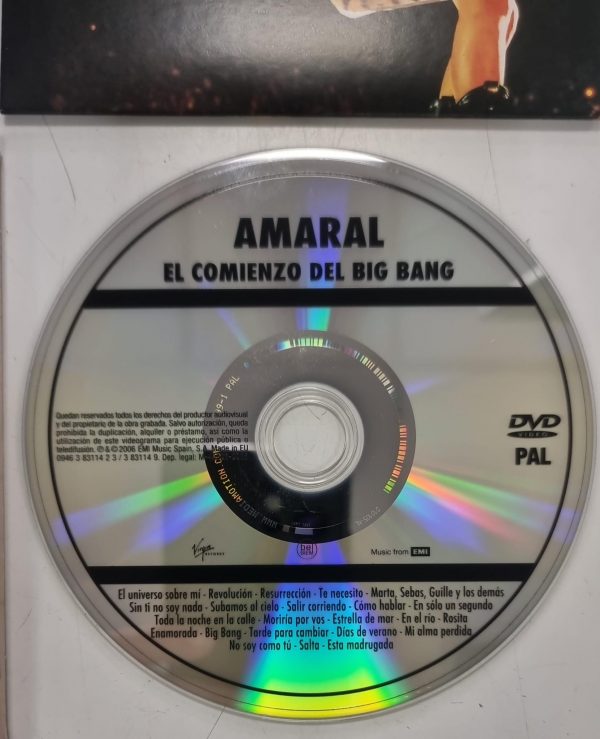 AMARAL
EL COMIENZO DEL BIG BANG
Quedan reservados todos los derechos del productor audiovisual
y del propietario de la obra grabada. Salvo autorización, queda
prohibida la duplicación, alquiler o préstamo, así como la
utilización de este videograma para ejecución pública o
teledifusión. ℗ & © 2006 EMI Music Spain, S.A. Made in EU
0946 3 83114 2 3 / 3 83114 9. Dep. legal:
DVD
VIDEO
PAL
9-1 PAL
Virgin
Music from EMI
El universo sobre mí - Revolución - Resurrección - Te necesito - Marta, Sebas, Guille y los demás
Sin ti no soy nada - Subamos al cielo - Salir corriendo - Cómo hablar - En sólo un segundo
Toda la noche en la calle - Moriría por vos - Estrella de mar - En el río - Rosita
Enamorada - Big Bang - Tarde para cambiar - Días de verano - Mi alma perdida
No soy como tú - Salta - Esta madrugada